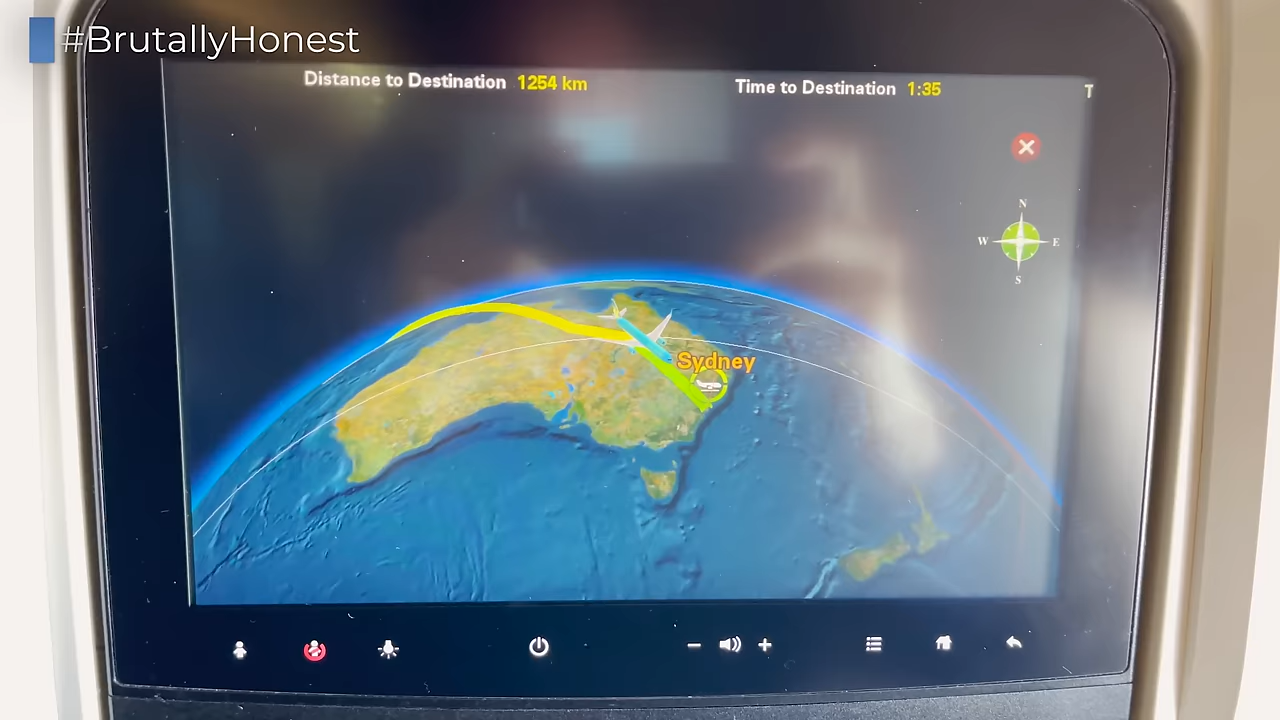 #BrutallyHonest
Distance to Destination 1254 km
Time to Destination 1:35
T
N
W E
S
Sydney